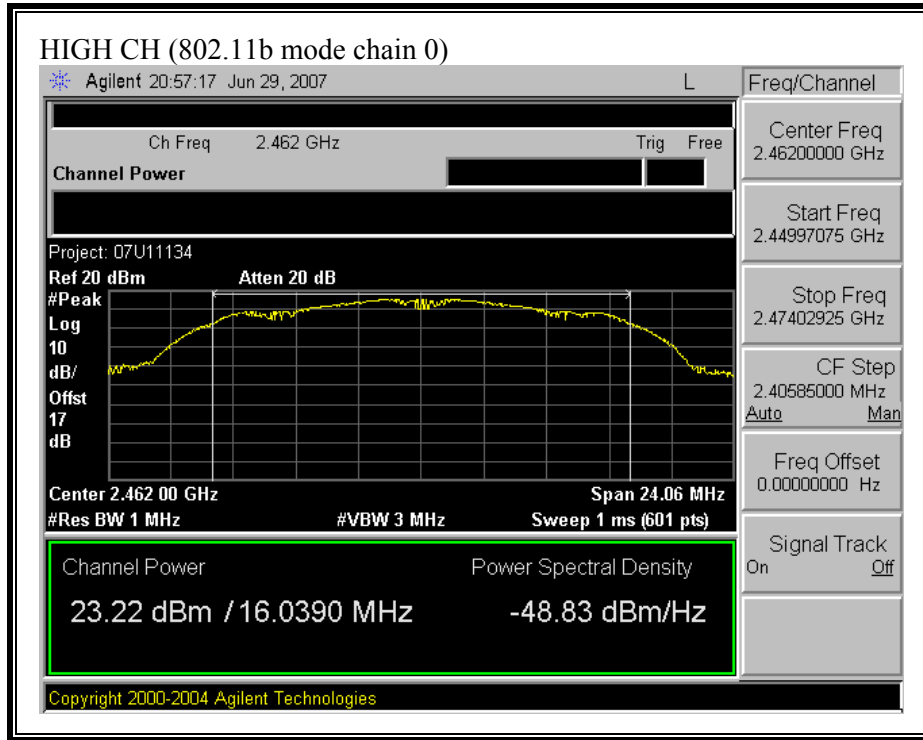 HIGH CH (802.11b mode chain 0)
Agilent 20:57:17 Jun 29, 2007 L
Freq/Channel
Ch Freq 2.462 GHz Trig Free
Channel Power
Center Freq
2.46200000 GHz
Start Freq
2.44997075 GHz
Stop Freq
2.47402925 GHz
CF Step
2.40585000 MHz
Auto Man
Freq Offset
0.00000000 Hz
Signal Track
On Off
Project: 07U11134
Ref 20 dBm Atten 20 dB
#Peak
Log
10
dB/
Offst
17
dB
Center 2.462 00 GHz Span 24.06 MHz
#Res BW 1 MHz #VBW 3 MHz Sweep 1 ms (601 pts)
Channel Power Power Spectral Density
23.22 dBm / 16.0390 MHz -48.83 dBm/Hz
Copyright 2000-2004 Agilent Technologies